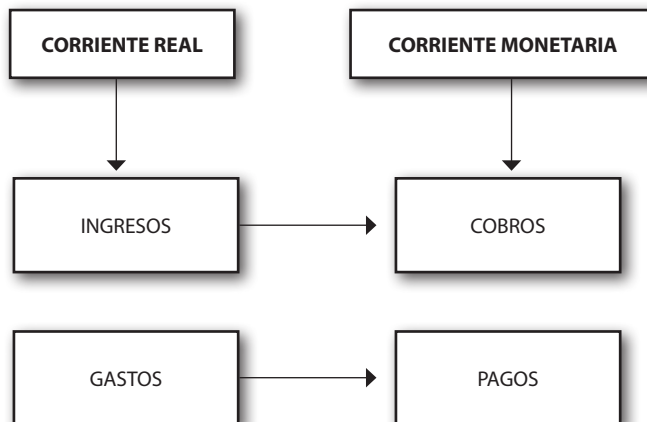 CORRIENTE REAL
CORRIENTE MONETARIA
INGRESOS
COBROS
GASTOS
PAGOS